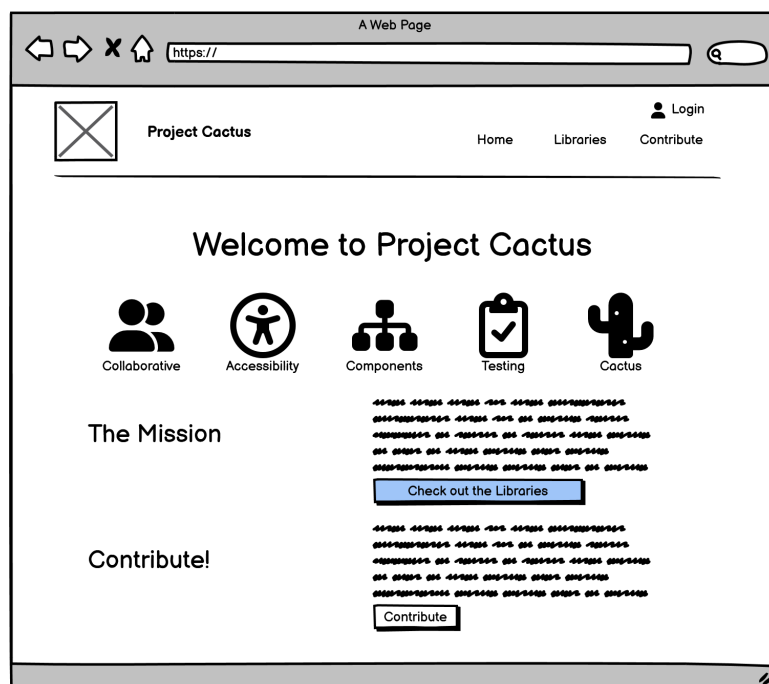 A Web Page
https://
Login
Project Cactus
Home Libraries Contribute
Welcome to Project Cactus
Collaborative Accessibility Components Testing Cactus
The Mission
Check out the Libraries
Contribute!
Contribute